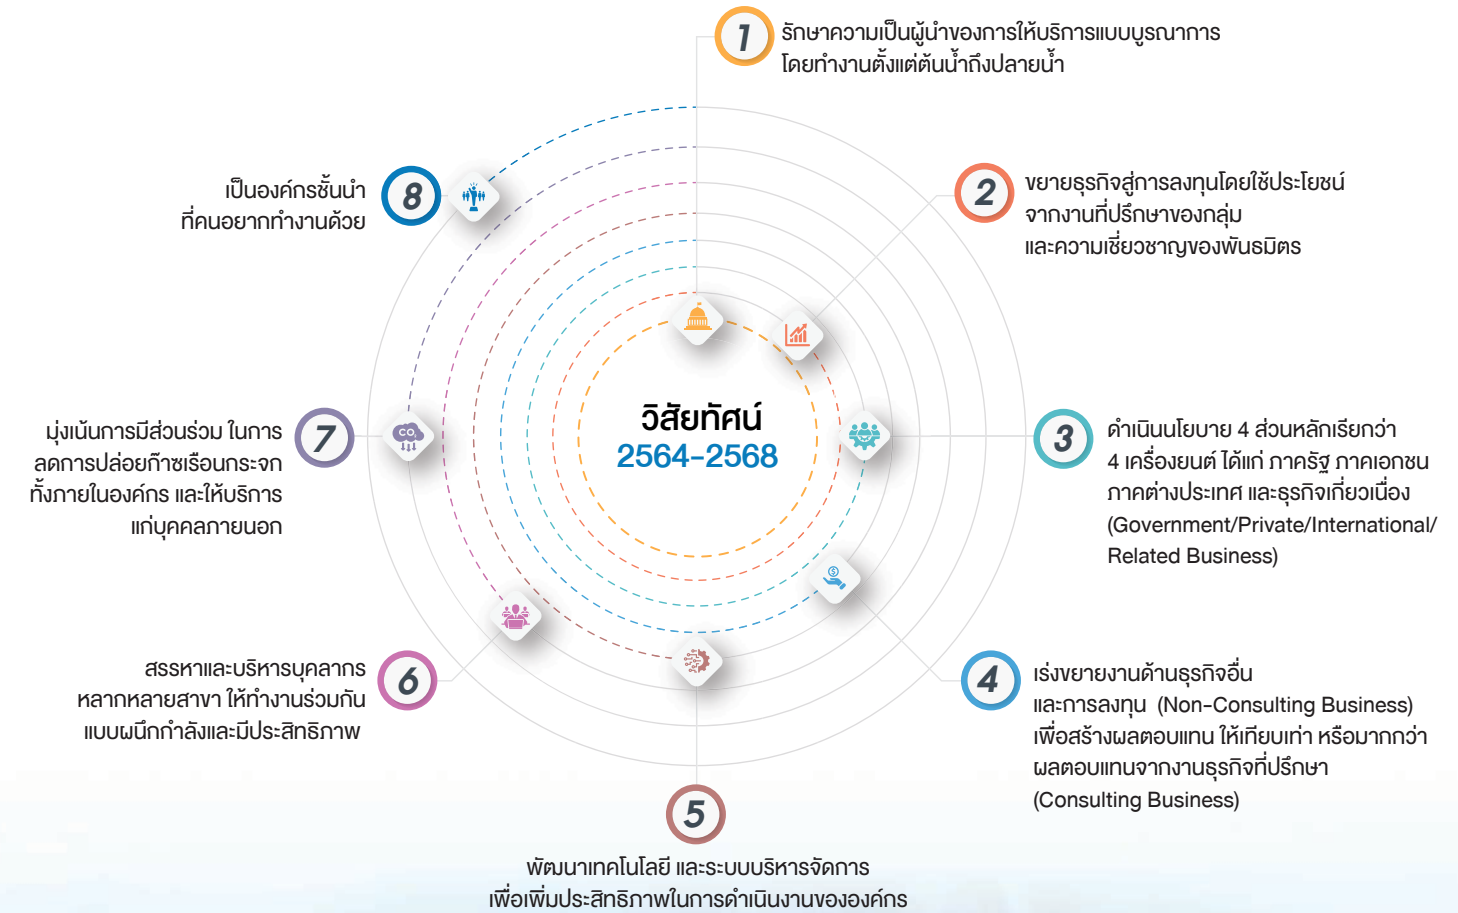 วิสัยทัศน์
2564-2568
1
รักษาความเป็นผู้นำของการให้บริการแบบบูรณาการ
โดยทำงานตั้งแต่ต้นน้ำถึงปลายน้ำ
2
ขยายธุรกิจสู่การลงทุนโดยใช้ประโยชน์
จากงานที่ปรึกษาของกลุ่ม
และความเชี่ยวชาญของพันธมิตร
3
ดำเนินนโยบาย 4 ส่วนหลักเรียกว่า
4 เครื่องยนต์ ได้แก่ ภาครัฐ ภาคเอกชน
ภาคต่างประเทศ และธุรกิจเกี่ยวเนื่อง
(Government/Private/International/
Related Business)
4
เร่งขยายงานด้านธุรกิจอื่น
และการลงทุน (Non-Consulting Business)
เพื่อสร้างผลตอบแทน ให้เทียบเท่า หรือมากกว่า
ผลตอบแทนจากงานธุรกิจที่ปรึกษา
(Consulting Business)
5
พัฒนาเทคโนโลยี และระบบบริหารจัดการ
เพื่อเพิ่มประสิทธิภาพในการดำเนินงานขององค์กร
6
สรรหาและบริหารบุคลากร
หลากหลายสาขา ให้ทำงานร่วมกัน
แบบผนึกกำลังและมีประสิทธิภาพ
7
มุ่งเน้นการมีส่วนร่วม ในการ
ลดการปล่อยก๊าซเรือนกระจก
ทั้งภายในองค์กร และให้บริการ
แก่บุคคลภายนอก
CO₂
8
เป็นองค์กรชั้นนำ
ที่คนอยากทำงานด้วย